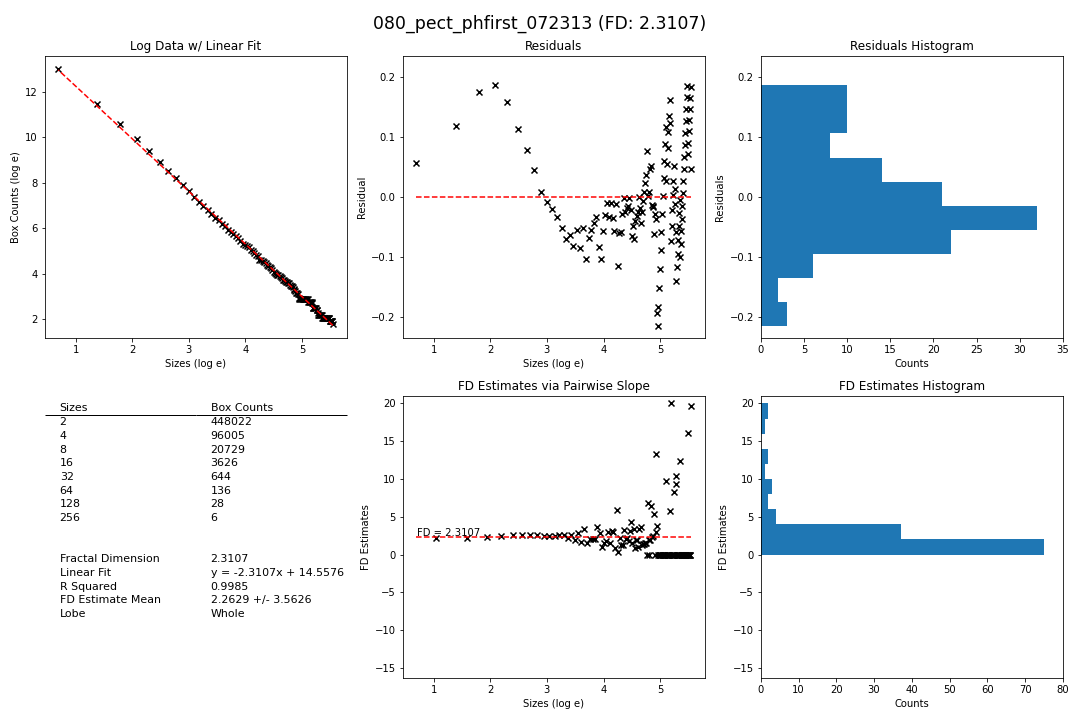 080_pect_phfirst_072313 (FD: 2.3107)
Log Data w/ Linear Fit
Box Counts (log e)
12
10
8
6
4
2
1 2 3 4 5
Sizes (log e)
Residuals
Residual
0.2
0.1
0.0
−0.1
−0.2
1 2 3 4 5
Sizes (log e)
Residuals Histogram
Residuals
0.2
0.1
0.0
−0.1
−0.2
0 5 10 15 20 25 30 35
Counts
Sizes Box Counts
2 448022
4 96005
8 20729
16 3626
32 644
64 136
128 28
256 6
Fractal Dimension 2.3107
Linear Fit y = -2.3107x + 14.5576
R Squared 0.9985
FD Estimate Mean 2.2629 +/- 3.5626
Lobe Whole
FD Estimates via Pairwise Slope
FD Estimates
20
15
10
5
0
−5
−10
−15
FD = 2.3107
1 2 3 4 5
Sizes (log e)
FD Estimates Histogram
FD Estimates
20
15
10
5
0
−5
−10
−15
0 10 20 30 40 50 60 70 80
Counts